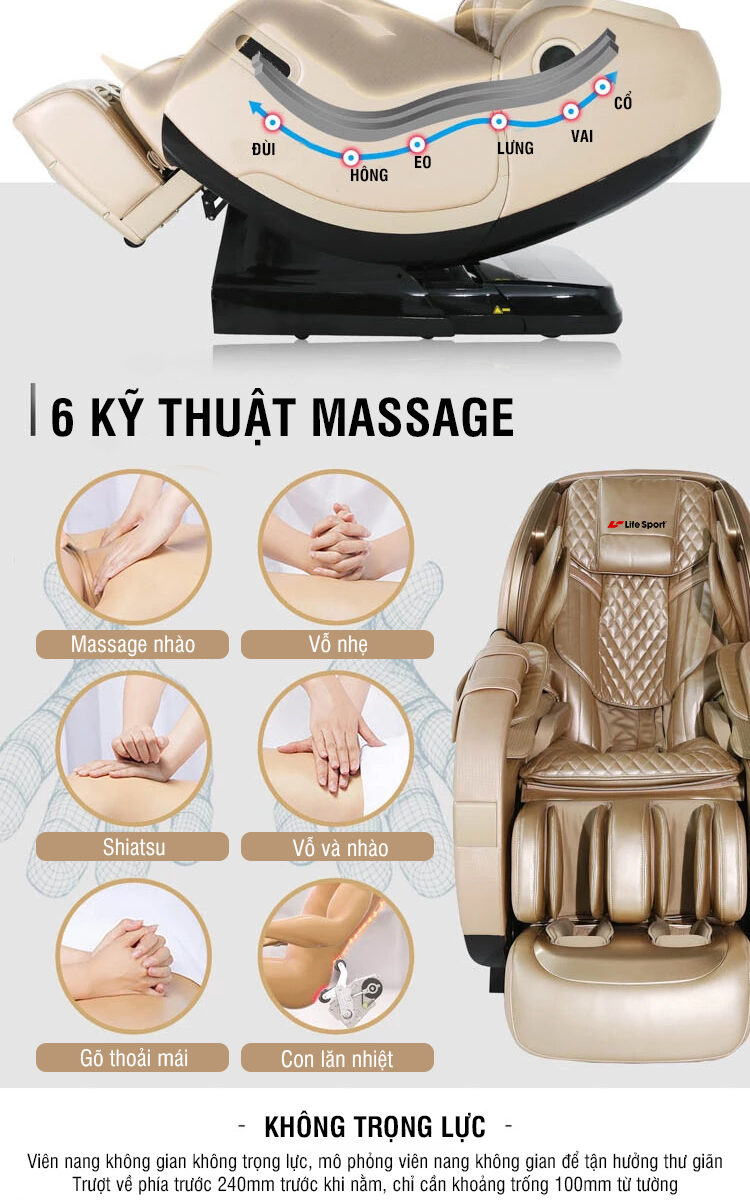 CỔ
VAI
LƯNG
EO
HÔNG
ĐÙI
6 KỸ THUẬT MASSAGE
Life Sport
Massage nhào
Vỗ nhẹ
Shiatsu
Vỗ và nhào
Gõ thoải mái
Con lăn nhiệt
- KHÔNG TRỌNG LỰC -
Viên nang không gian không trọng lực, mô phỏng viên nang không gian để tận hưởng thư giãn
Trượt về phía trước 240mm trước khi nằm, chỉ cần khoảng trống 100mm từ tường